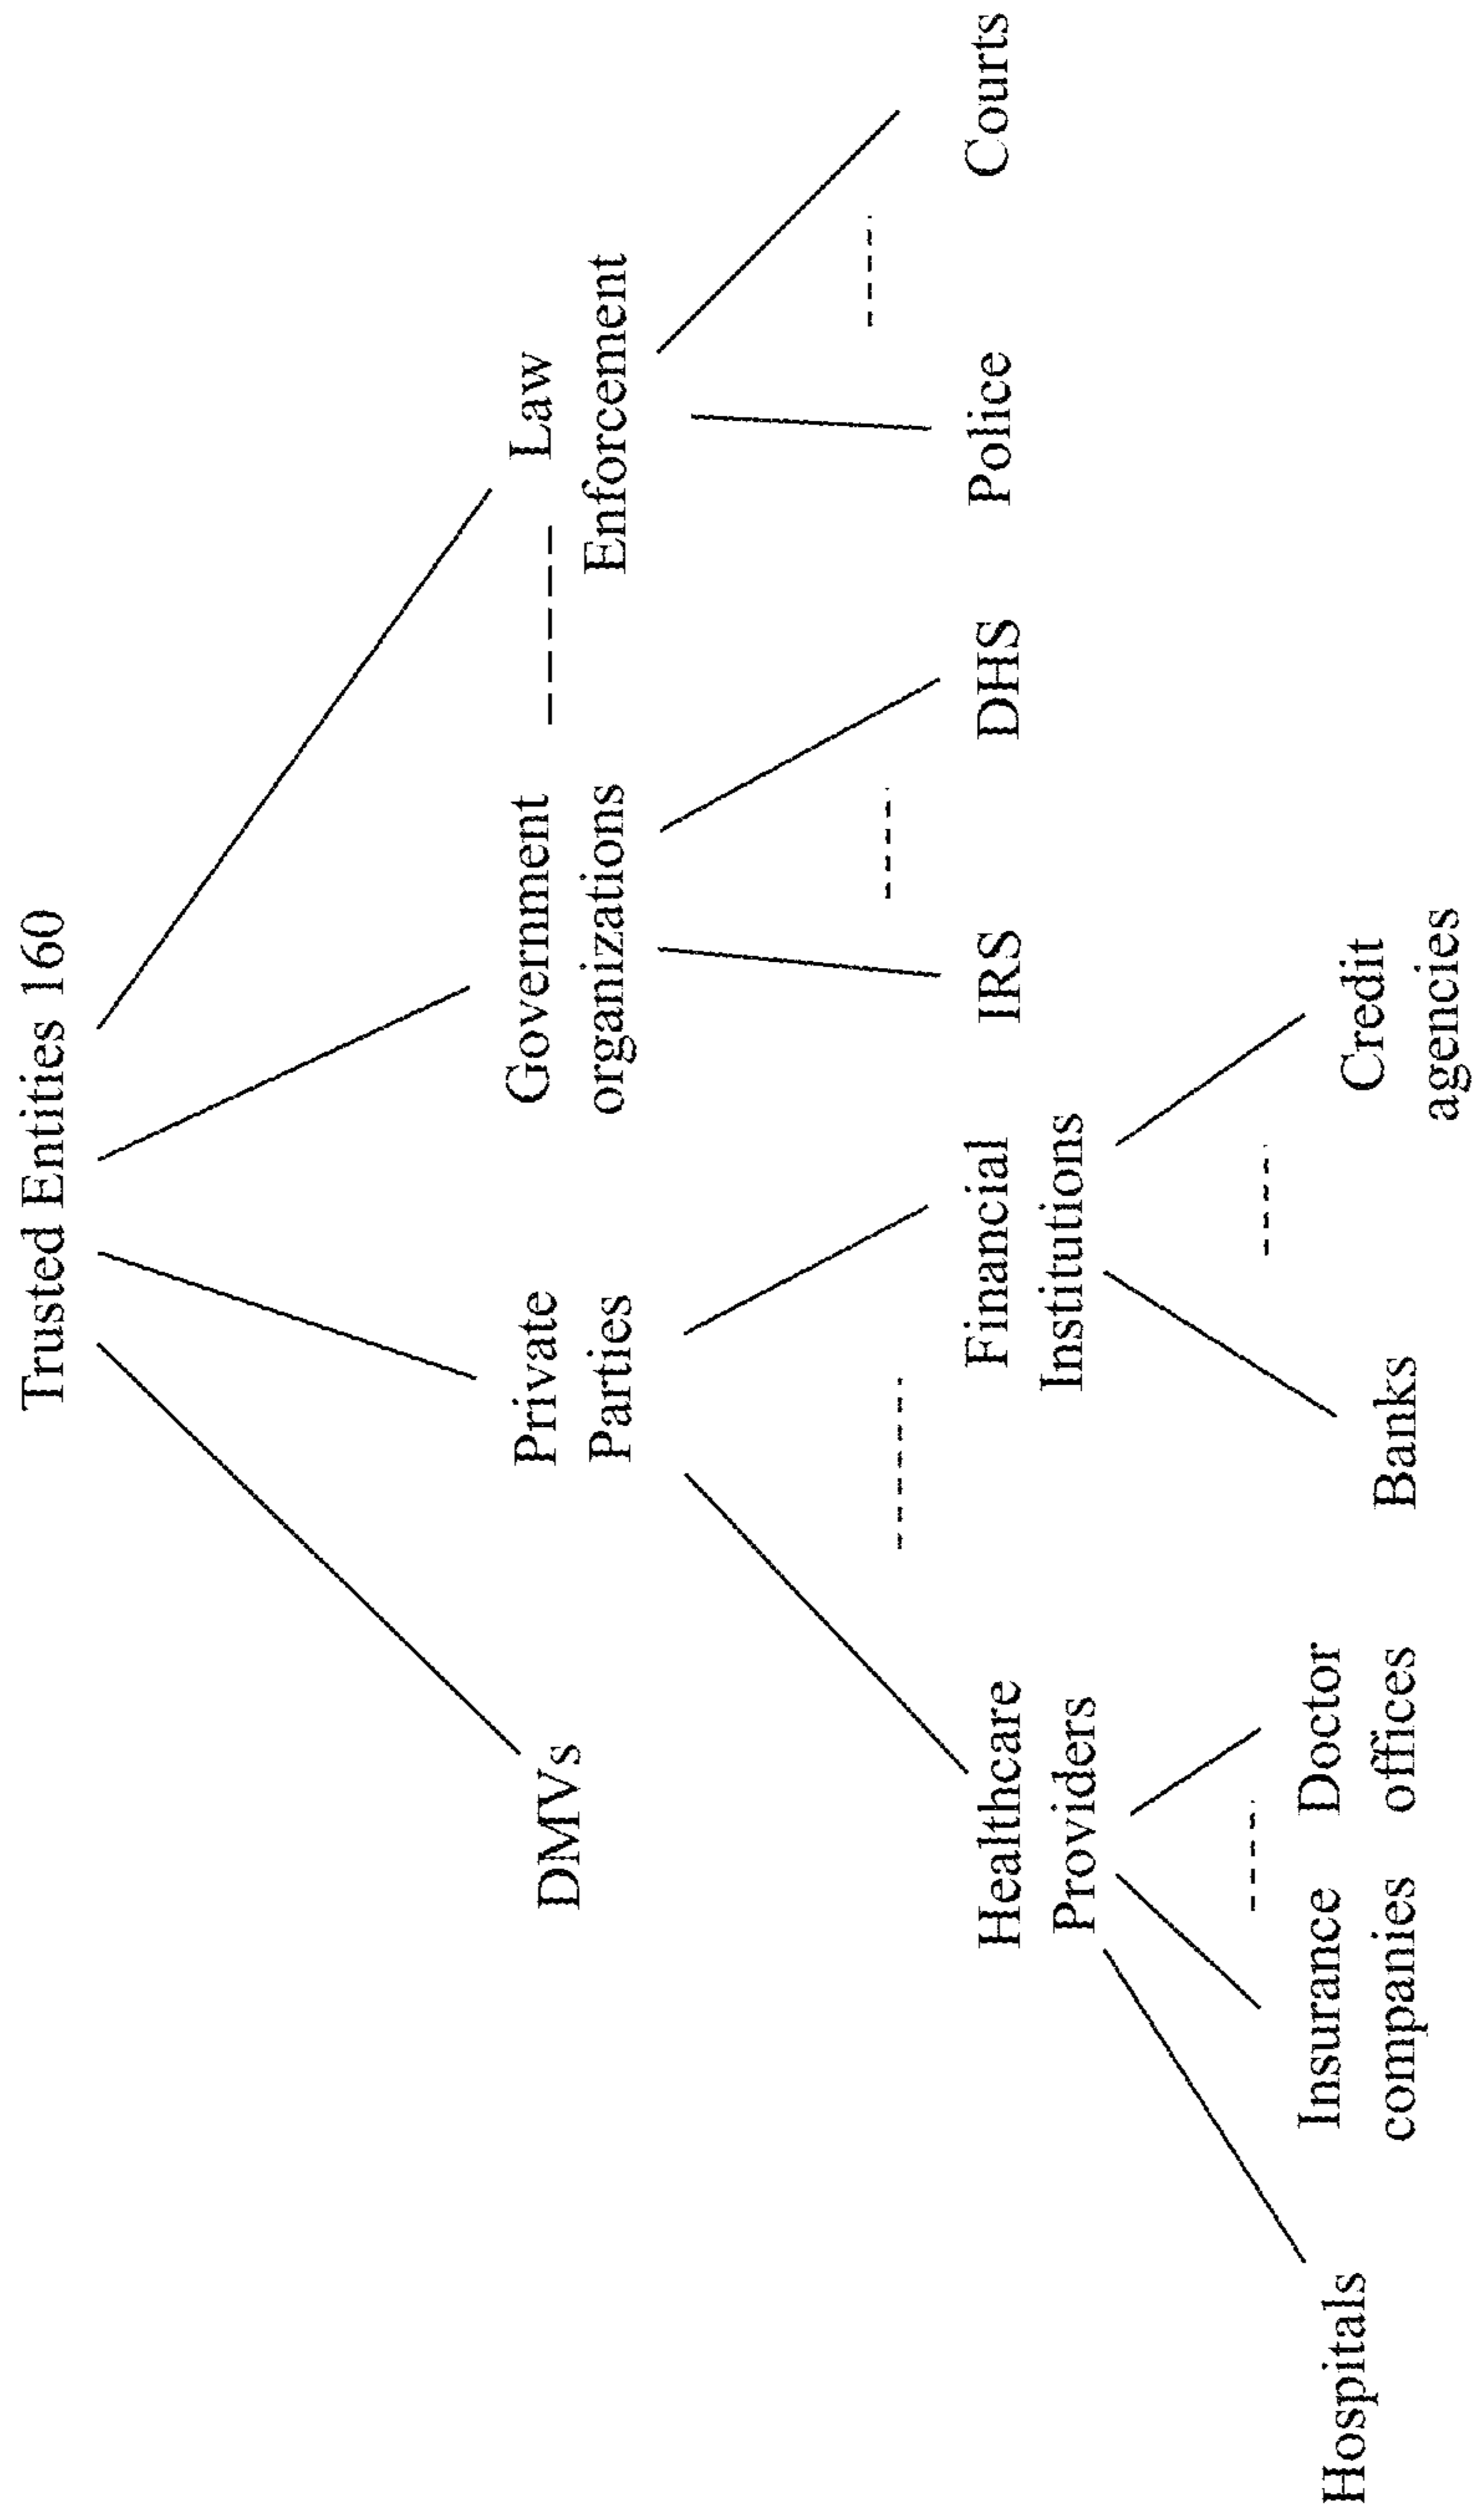 Trusted Entities 160
DMVs
Private
Parties
Government
organizations
Law
Enforcement
Healthcare
Providers
Financial
Institutions
IRS
DHS
Police
Courts
Hospitals
Insurance
companies
Doctor
offices
Banks
Credit
agencies